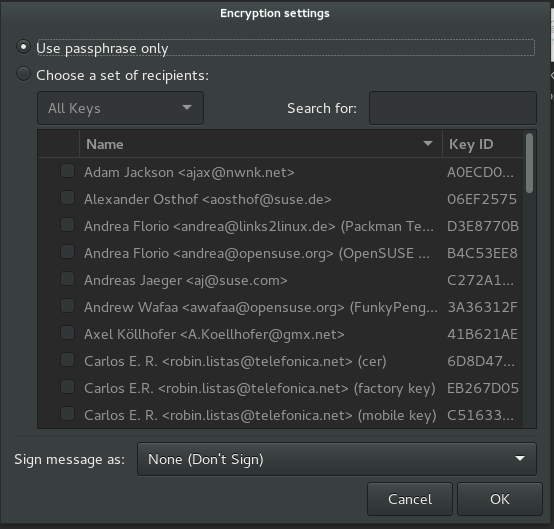 Encryption settings
Use passphrase only
Choose a set of recipients:
All Keys Search for:
Name Key ID
Adam Jackson <ajax@nwnk.net> A0ECD0...
Alexander Osthof <aosthof@suse.de> 06EF2575
Andrea Florio <andrea@links2linux.de> (Packman Te... D3E8770B
Andrea Florio <andrea@opensuse.org> (OpenSUSE ... B4C53EE8
Andreas Jaeger <aj@suse.com> C272A1...
Andrew Wafaa <awafaa@opensuse.org> (FunkyPeng... 3A36312F
Axel Köllhofer <A.Koellhofer@gmx.net> 41B621AE
Carlos E. R. <robin.listas@telefonica.net> (cer) 6D8D47...
Carlos E.R. <robin.listas@telefonica.net> (factory key) EB267D05
Carlos E. R. <robin.listas@telefonica.net> (mobile key) C51633...
Sign message as: None (Don't Sign)
Cancel OK